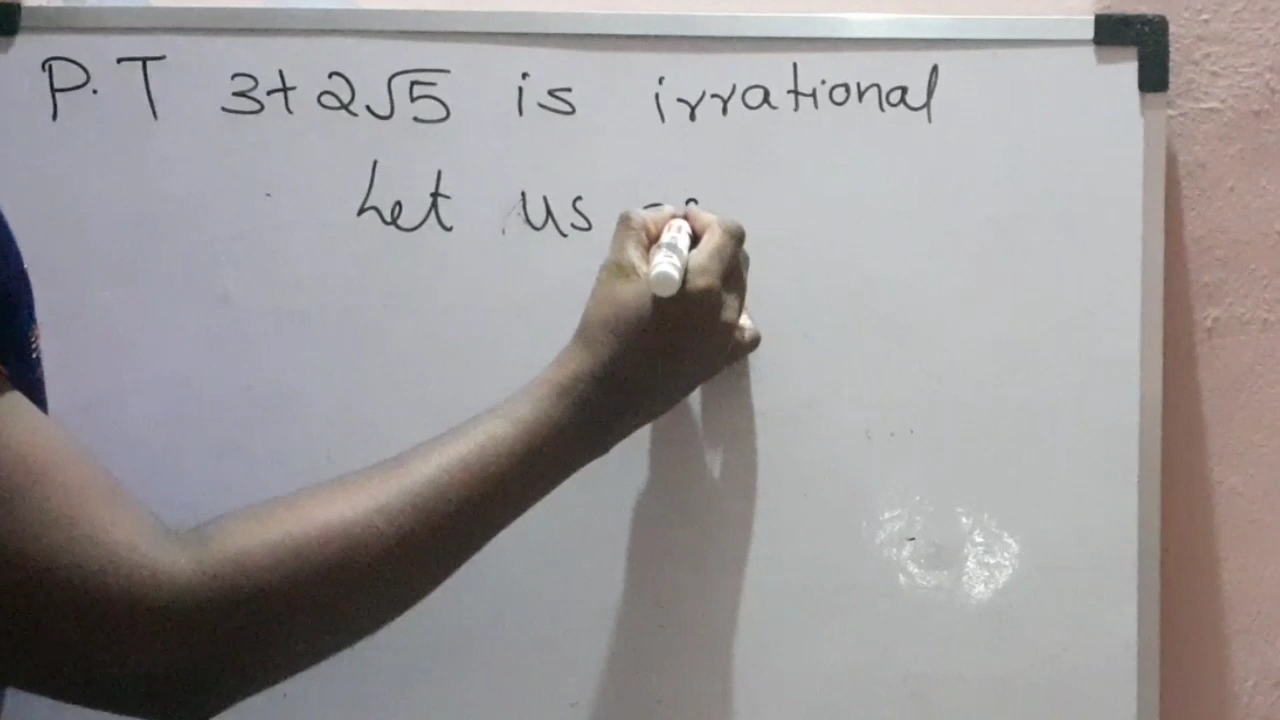 P.T 3+2√5 is irrational
Let us